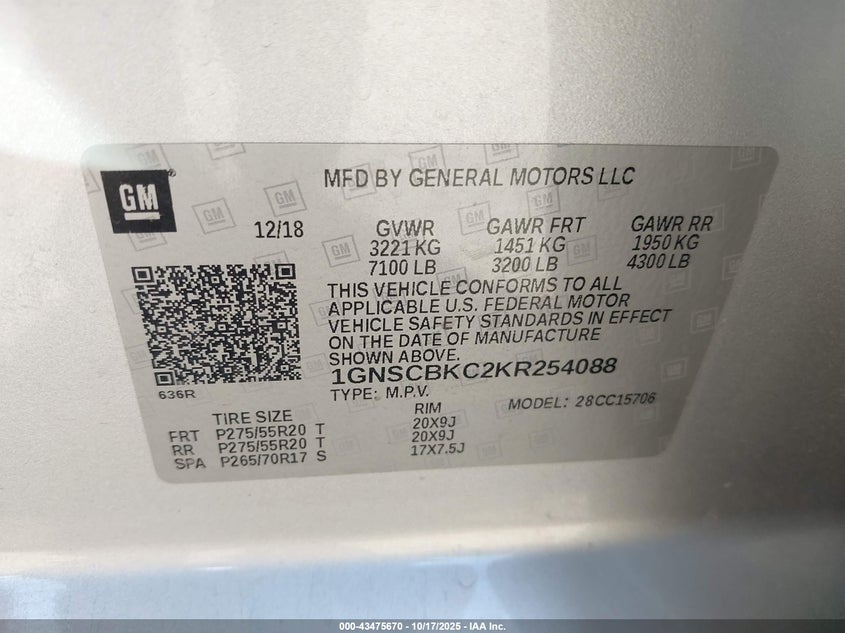 GM
MFD BY GENERAL MOTORS LLC
12/18 GVWR GAWR FRT GAWR RR
3221 KG 1451 KG 1950 KG
7100 LB 3200 LB 4300 LB
THIS VEHICLE CONFORMS TO ALL
APPLICABLE U.S. FEDERAL MOTOR
VEHICLE SAFETY STANDARDS IN EFFECT
ON THE DATE OF MANUFACTURE
SHOWN ABOVE.
1GNSCBKC2KR254088
636R
TYPE: M.P.V. MODEL: 28CC15706
TIRE SIZE RIM
FRT P275/55R20 T 20X9J
RR P275/55R20 T 20X9J
SPA P265/70R17 S 17X7.5J
000-43475670 - 10/17/2025 - IAA Inc.